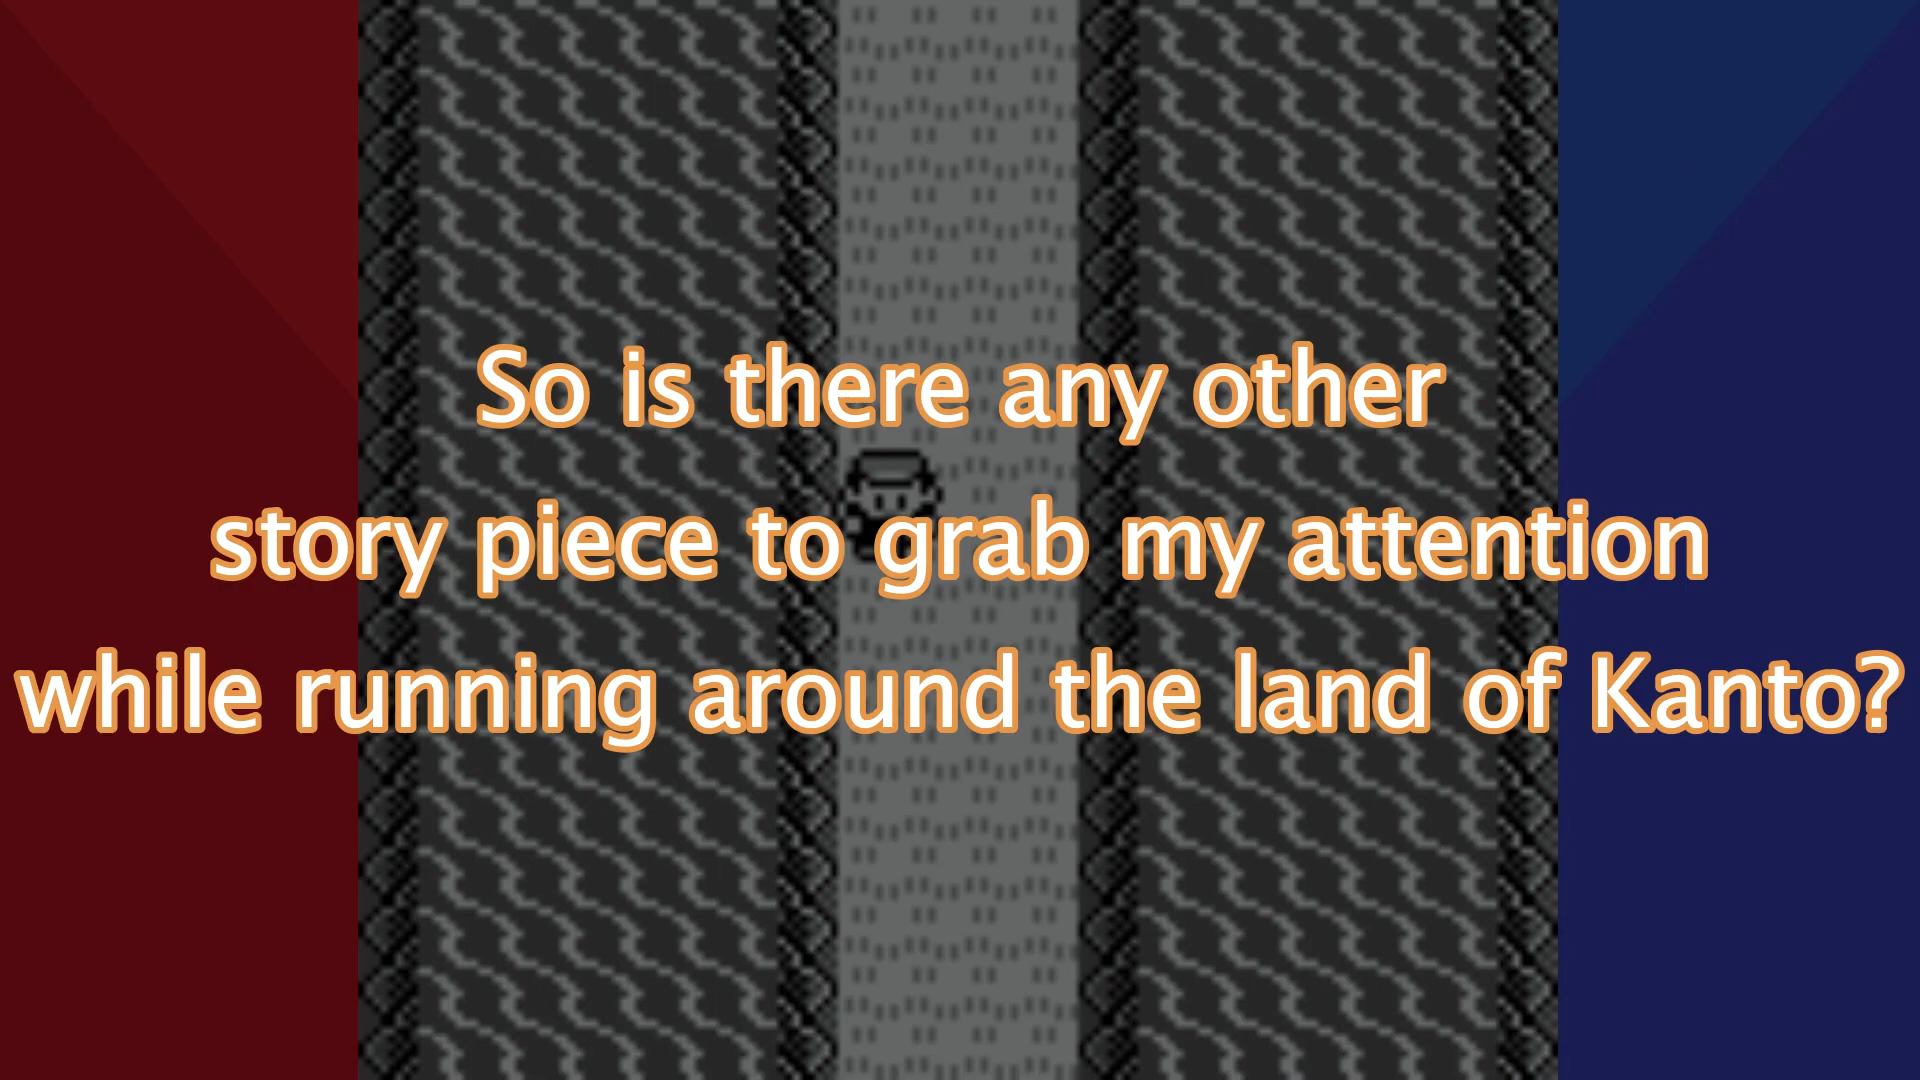 So is there any other
story piece to grab my attention
while running around the land of Kanto?